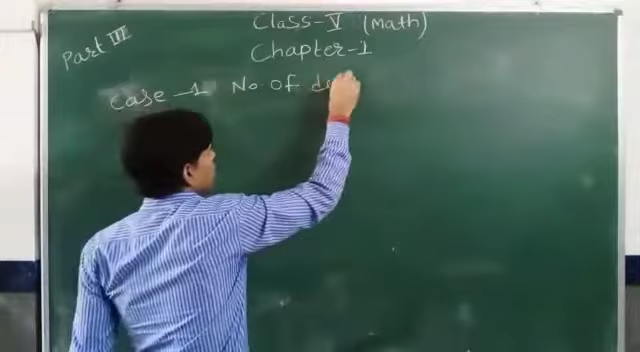 Class-V (Math)
Part III
Chapter-1
Case-1 No. of